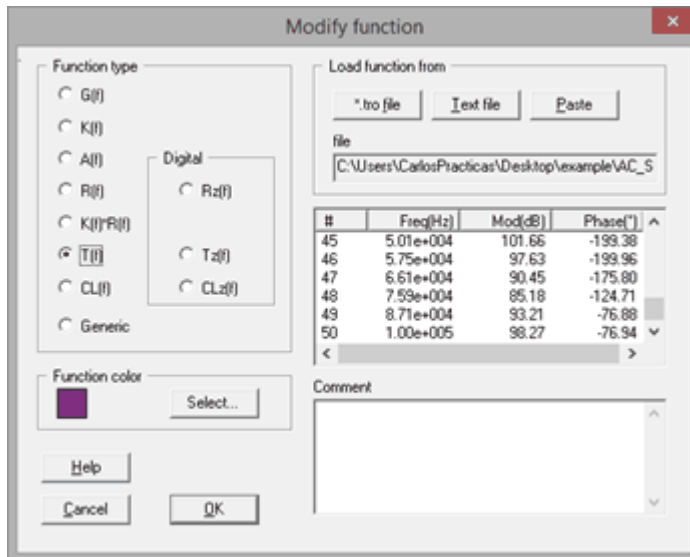 Modify function
Function type
G(f)
K(f)
A(f)
R(f)
K(f)*R(f)
T(f)
CL(f)
Generic
Digital
Rz(f)
Tz(f)
CLz(f)
Function color
Select...
Help
Cancel
OK
Load function from
*.tro file
Text file
Paste
file
C:\Users\CarlosPracticas\Desktop\example\AC_S
# Freq(Hz) Mod(dB) Phase(°)
45 5.01e+004 101.66 -199.38
46 5.75e+004 97.63 -199.96
47 6.61e+004 90.45 -175.80
48 7.59e+004 85.18 -124.71
49 8.71e+004 93.21 -76.88
50 1.00e+005 98.27 -76.94
Comment